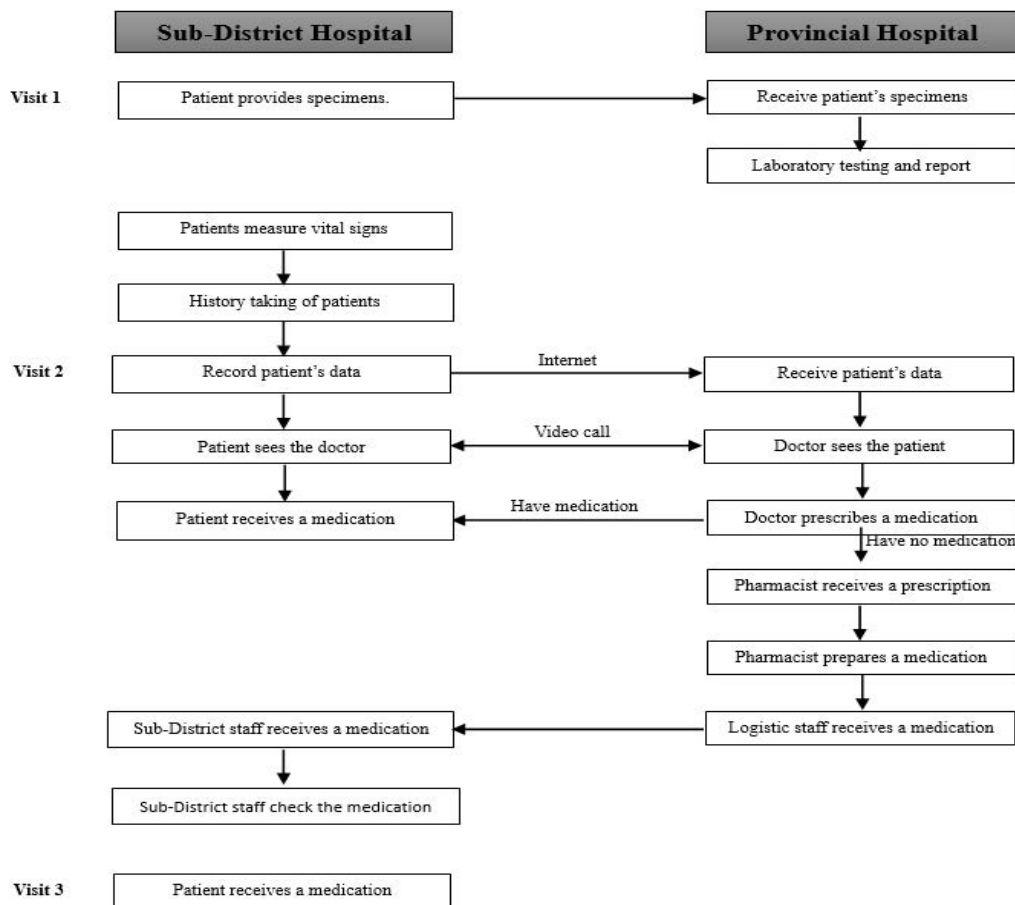 Sub-District Hospital
Provincial Hospital
Visit 1
Patient provides specimens.
Receive patient's specimens
Laboratory testing and report
Patients measure vital signs
History taking of patients
Visit 2
Record patient's data
Internet
Receive patient's data
Patient sees the doctor
Video call
Doctor sees the patient
Patient receives a medication
Have medication
Doctor prescribes a medication
Have no medication
Pharmacist receives a prescription
Pharmacist prepares a medication
Sub-District staff receives a medication
Logistic staff receives a medication
Sub-District staff check the medication
Visit 3
Patient receives a medication